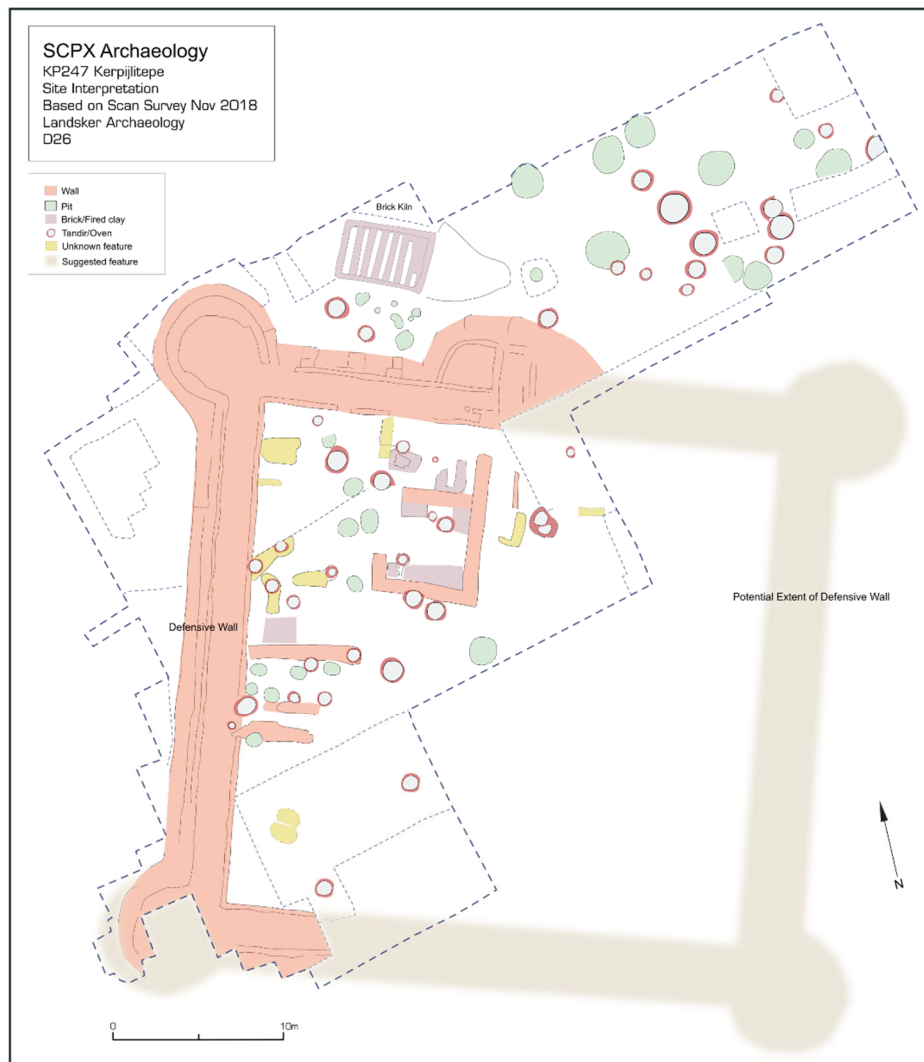 SCPX Archaeology
KP247 Kerpijlitepe
Site Interpretation
Based on Scan Survey Nov 2018
Landsker Archaeology
D26
Wall
Pit
Brick/Fired clay
Tandir/Oven
Unknown feature
Suggested feature
Brick Kiln
Potential Extent of Defensive Wall
Defensive Wall
N
0
10m